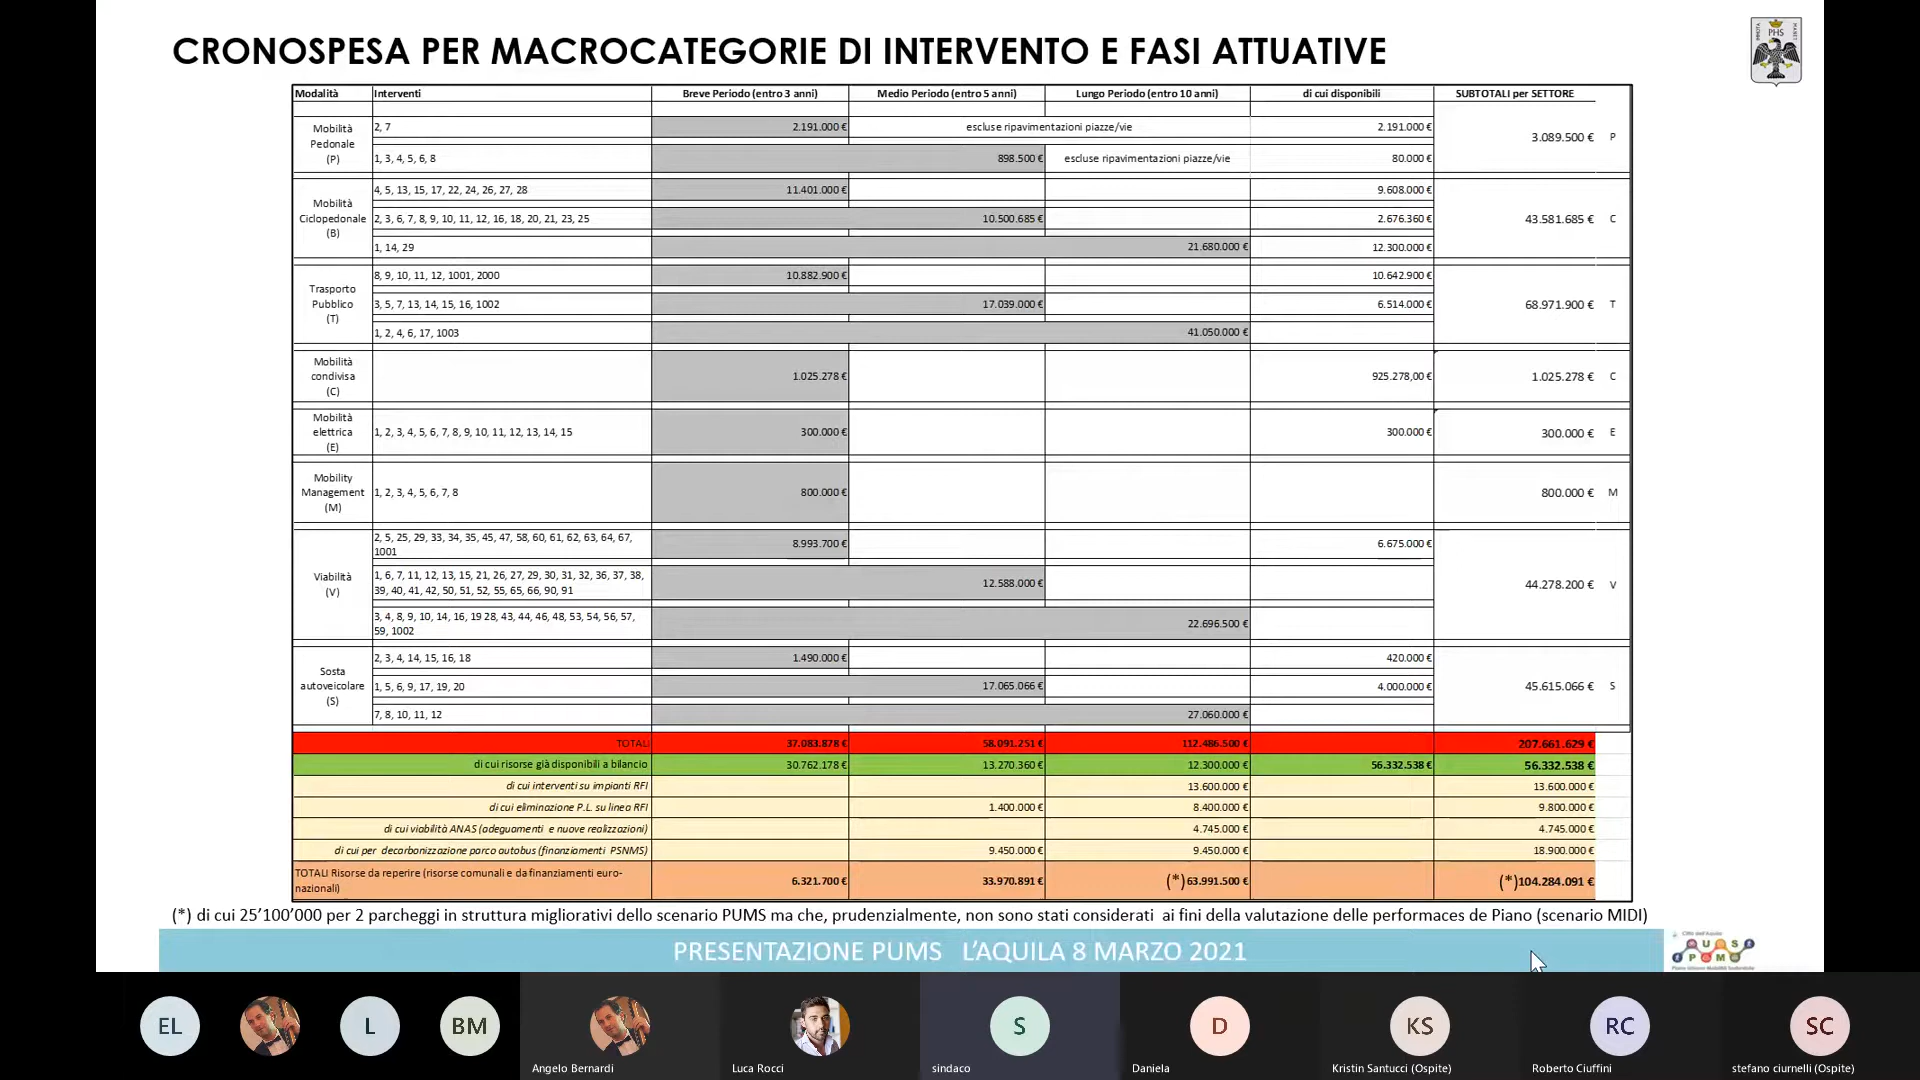 CRONOSPESA PER MACROCATEGORIE DI INTERVENTO E FASI ATTUATIVE
Modalità Interventi Breve Periodo (entro 3 anni) Medio Periodo (entro 5 anni) Lungo Periodo (entro 10 anni) di cui disponibili SUBTOTALI per SETTORE
Mobilità Pedonale (P)
2, 7 2.191.000 € escluse ripavimentazioni piazze/vie 2.191.000 €
3.089.500 € P
1, 3, 4, 5, 6, 8 898.500 € escluse ripavimentazioni piazze/vie 80.000 €
Mobilità Ciclopedonale (B)
4, 5, 13, 15, 17, 22, 24, 26, 27, 28 11.401.000 € 9.608.000 €
2, 3, 6, 7, 8, 9, 10, 11, 12, 16, 18, 20, 21, 23, 25 10.500.685 € 2.676.360 € 43.581.685 € C
1, 14, 29 21.680.000 € 12.300.000 €
Trasporto Pubblico (T)
8, 9, 10, 11, 12, 1001, 2000 10.882.900 € 10.642.900 €
3, 5, 7, 13, 14, 15, 16, 1002 17.039.000 € 6.514.000 € 68.971.900 € T
1, 2, 4, 6, 17, 1003 41.050.000 €
Mobilità condivisa (C)
1.025.278 € 925.278,00 € 1.025.278 € C
Mobilità elettrica (E)
1, 2, 3, 4, 5, 6, 7, 8, 9, 10, 11, 12, 13, 14, 15 300.000 € 300.000 € 300.000 € E
Mobility Management (M)
1, 2, 3, 4, 5, 6, 7, 8 800.000 € 800.000 € M
Viabilità (V)
2, 5, 25, 29, 33, 34, 35, 45, 47, 58, 60, 61, 62, 63, 64, 67,
1001 8.993.700 € 6.675.000 €
1, 6, 7, 11, 12, 13, 15, 21, 26, 27, 29, 30, 31, 32, 36, 37, 38,
39, 40, 41, 42, 50, 51, 52, 55, 65, 66, 90, 91 12.588.000 € 44.278.200 € V
3, 4, 8, 9, 10, 14, 16, 19 28, 43, 44, 46, 48, 53, 54, 56, 57,
59, 1002 22.696.500 €
Sosta autoveicolare (S)
2, 3, 4, 14, 15, 16, 18 1.490.000 € 420.000 €
1, 5, 6, 9, 17, 19, 20 17.065.066 € 4.000.000 € 45.615.066 € S
7, 8, 10, 11, 12 27.060.000 €
TOTALI 37.083.878 € 58.091.251 € 112.486.500 € 207.661.629 €
di cui risorse già disponibili a bilancio 30.762.178 € 13.270.360 € 12.300.000 € 56.332.538 € 56.332.538 €
di cui interventi su impianti RFI 13.600.000 € 13.600.000 €
di cui eliminazione P.L. su linea RFI 1.400.000 € 8.400.000 € 9.800.000 €
di cui viabilità ANAS (adeguamenti e nuove realizzazioni) 4.745.000 € 4.745.000 €
di cui per decarbonizzazione parco autobus (finanziamenti PSNMS) 9.450.000 € 9.450.000 € 18.900.000 €
TOTALI Risorse da reperire (risorse comunali e da finanziamenti euro-
nazionali) 6.321.700 € 33.970.891 € (*) 63.991.500 € (*) 104.284.091 €
(*) di cui 25’100’000 per 2 parcheggi in struttura migliorativi dello scenario PUMS ma che, prudenzialmente, non sono stati considerati ai fini della valutazione delle performaces de Piano (scenario MIDI)
PRESENTAZIONE PUMS L’AQUILA 8 MARZO 2021
PHS
EL
L
BM
S
D
KS
RC
SC
Angelo Bernardi
Luca Rocci
sindaco
Daniela
Kristin Santucci (Ospite)
Roberto Ciuffini
stefano ciurnelli (Ospite)